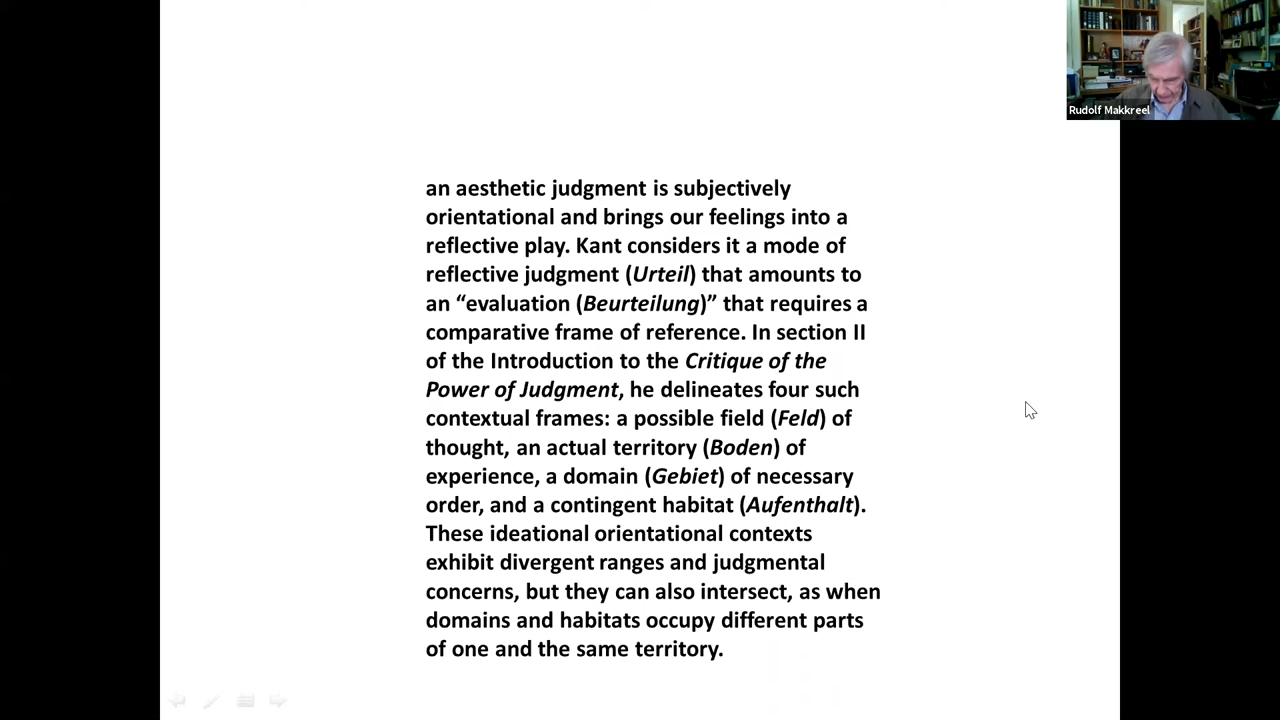 Rudolf Makkreel
an aesthetic judgment is subjectively
orientational and brings our feelings into a
reflective play. Kant considers it a mode of
reflective judgment (Urteil) that amounts to
an “evaluation (Beurteilung)” that requires a
comparative frame of reference. In section II
of the Introduction to the Critique of the
Power of Judgment, he delineates four such
contextual frames: a possible field (Feld) of
thought, an actual territory (Boden) of
experience, a domain (Gebiet) of necessary
order, and a contingent habitat (Aufenthalt).
These ideational orientational contexts
exhibit divergent ranges and judgmental
concerns, but they can also intersect, as when
domains and habitats occupy different parts
of one and the same territory.